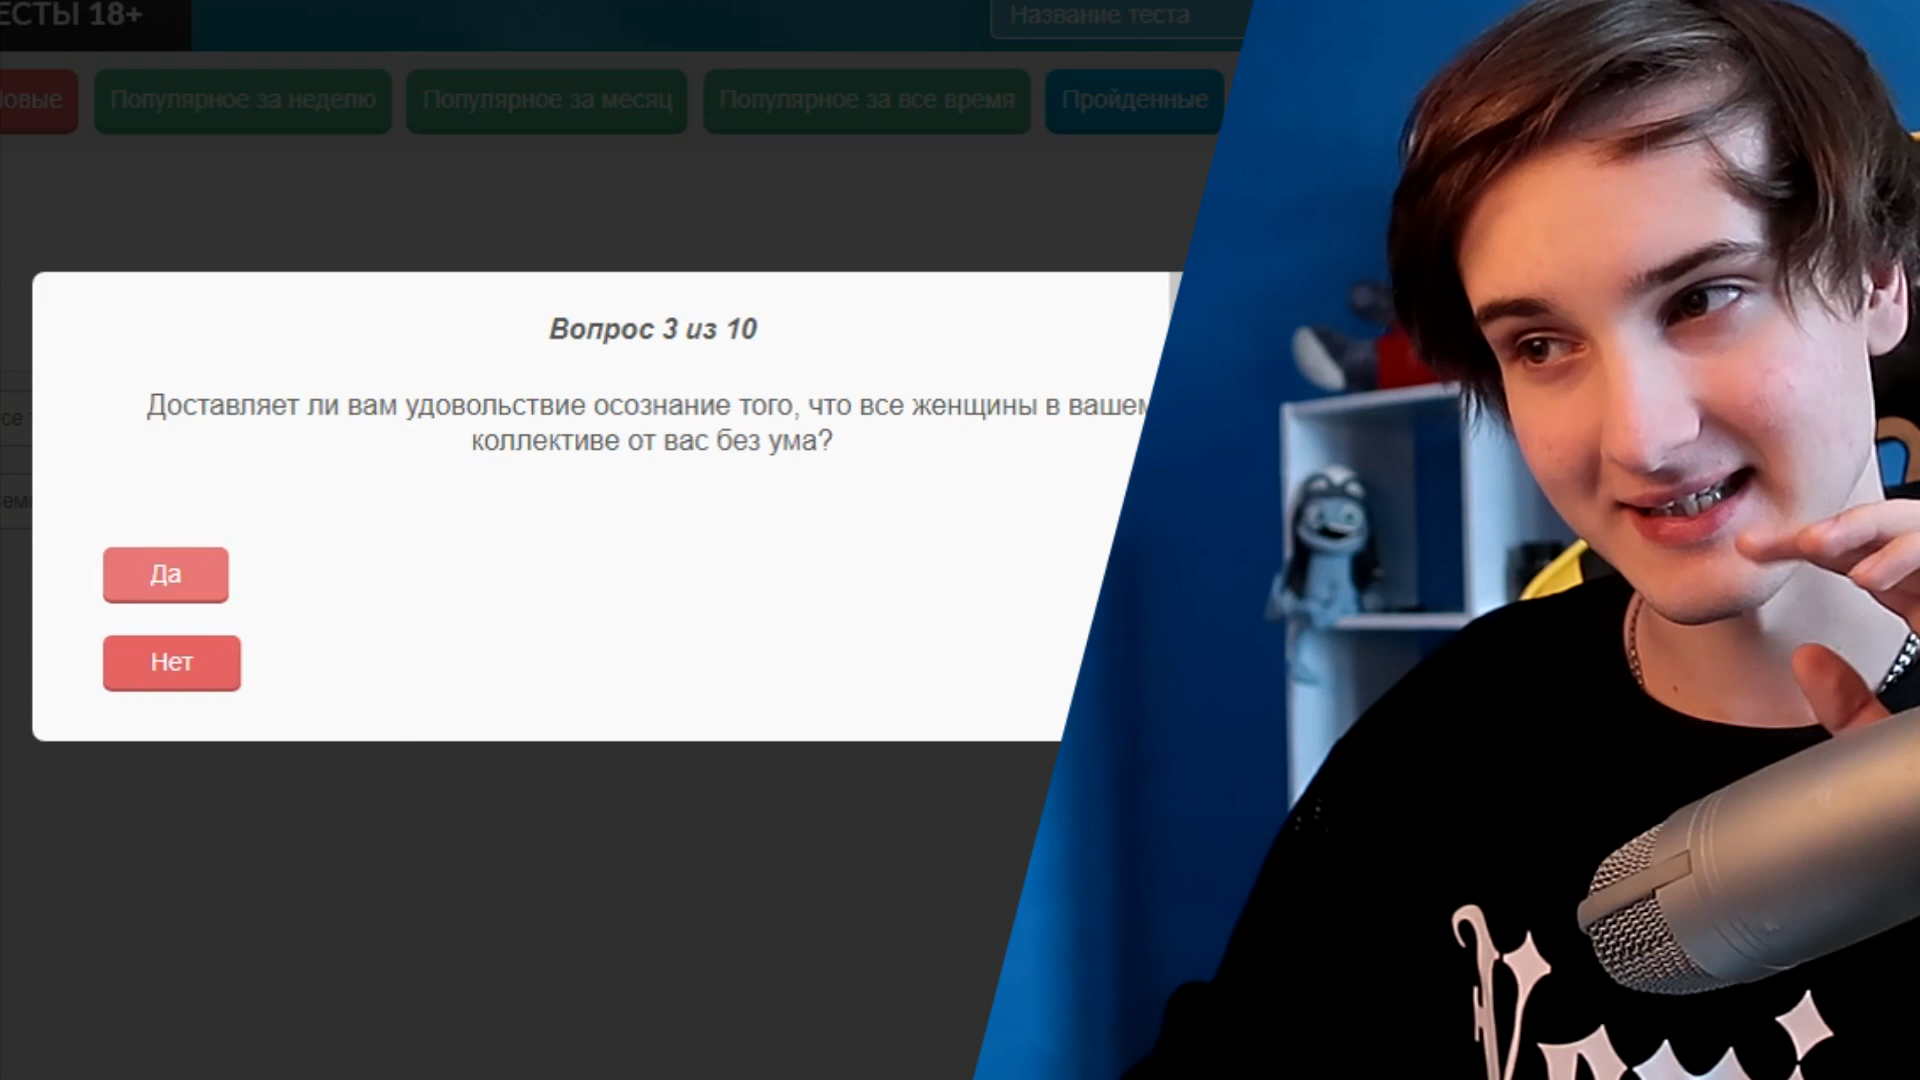 ЕСТЫ 18+
Название теста
Новые
Популярное за неделю
Популярное за месяц
Популярное за все время
Пройденные
Вопрос 3 из 10
Доставляет ли вам удовольствие осознание того, что все женщины в вашем
коллективе от вас без ума?
Да
Нет